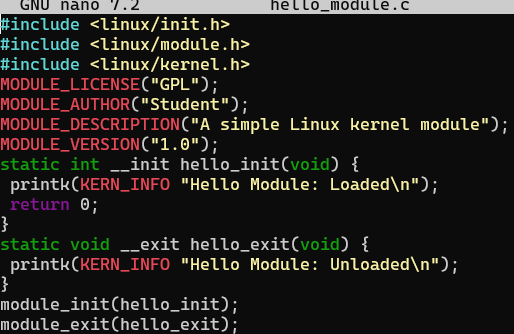 GNU nano 7.2 hello_module.c
#include <linux/init.h>
#include <linux/module.h>
#include <linux/kernel.h>
MODULE_LICENSE("GPL");
MODULE_AUTHOR("Student");
MODULE_DESCRIPTION("A simple Linux kernel module");
MODULE_VERSION("1.0");
static int __init hello_init(void) {
 printk(KERN_INFO "Hello Module: Loaded\n");
 return 0;
}
static void __exit hello_exit(void) {
 printk(KERN_INFO "Hello Module: Unloaded\n");
}
module_init(hello_init);
module_exit(hello_exit);